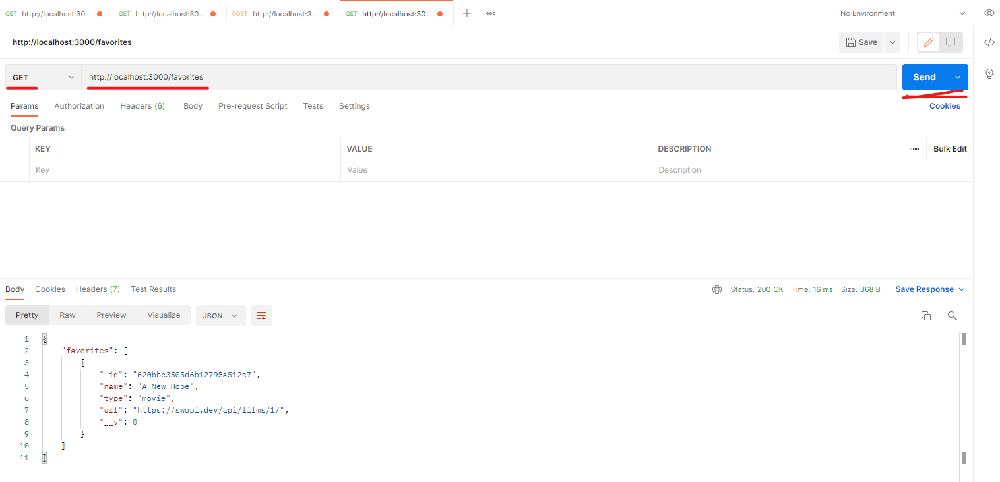 GET http://localhost:30... GET http://localhost:30... POST http://localhost:3... GET http://localhost:30... No Environment
http://localhost:3000/favorites Save
GET http://localhost:3000/favorites Send
Params Authorization Headers (6) Body Pre-request Script Tests Settings Cookies
Query Params
KEY VALUE DESCRIPTION Bulk Edit
Key Value Description
Body Cookies Headers (7) Test Results Status: 200 OK Time: 16 ms Size: 368 B Save Response
Pretty Raw Preview Visualize JSON
1 {
2 "favorites": [
3 {
4 "_id": "620bbc3505d6b12795a512c7",
5 "name": "A New Hope",
6 "type": "movie",
7 "url": "https://swapi.dev/api/films/1/",
8 "__v": 0
9 }
10 ]
11 }